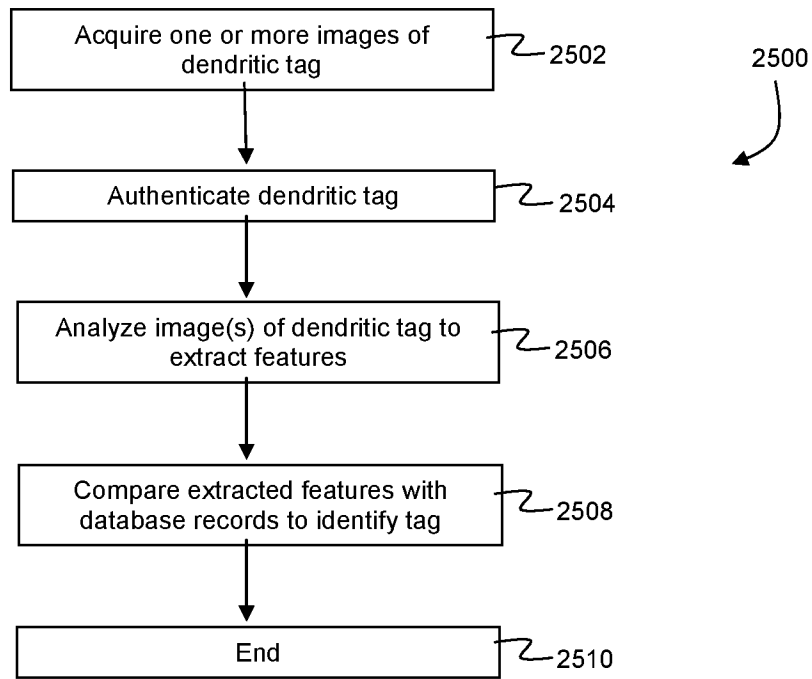 Acquire one or more images of
dendritic tag
2502
2500
Authenticate dendritic tag
2504
Analyze image(s) of dendritic tag to
extract features
2506
Compare extracted features with
database records to identify tag
2508
End
2510